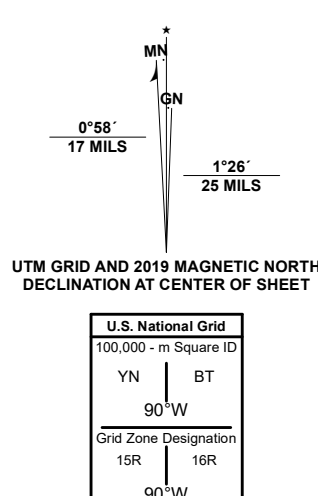 MN
GN
0°58´
17 MILS
1°26´
25 MILS
UTM GRID AND 2019 MAGNETIC NORTH
DECLINATION AT CENTER OF SHEET
U.S. National Grid
100,000 - m Square ID
YN BT
90°W
Grid Zone Designation
15R 16R
90°W